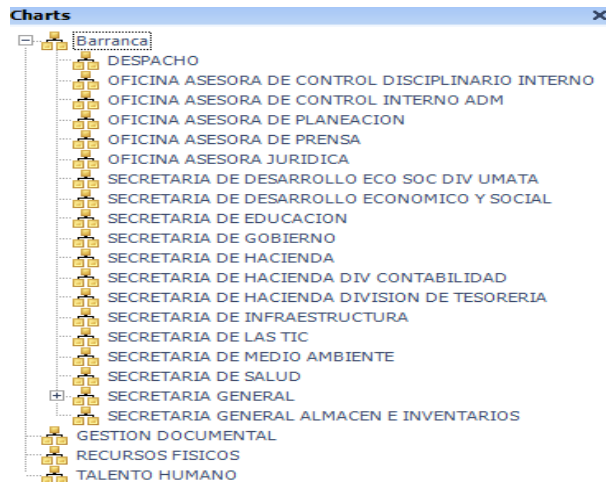 Charts
Barranca
DESPACHO
OFICINA ASESORA DE CONTROL DISCIPLINARIO INTERNO
OFICINA ASESORA DE CONTROL INTERNO ADM
OFICINA ASESORA DE PLANEACION
OFICINA ASESORA DE PRENSA
OFICINA ASESORA JURIDICA
SECRETARIA DE DESARROLLO ECO SOC DIV UMATA
SECRETARIA DE DESARROLLO ECONOMICO Y SOCIAL
SECRETARIA DE EDUCACION
SECRETARIA DE GOBIERNO
SECRETARIA DE HACIENDA
SECRETARIA DE HACIENDA DIV CONTABILIDAD
SECRETARIA DE HACIENDA DIVISION DE TESORERIA
SECRETARIA DE INFRAESTRUCTURA
SECRETARIA DE LAS TIC
SECRETARIA DE MEDIO AMBIENTE
SECRETARIA DE SALUD
SECRETARIA GENERAL
SECRETARIA GENERAL ALMACEN E INVENTARIOS
GESTION DOCUMENTAL
RECURSOS FISICOS
TALENTO HUMANO